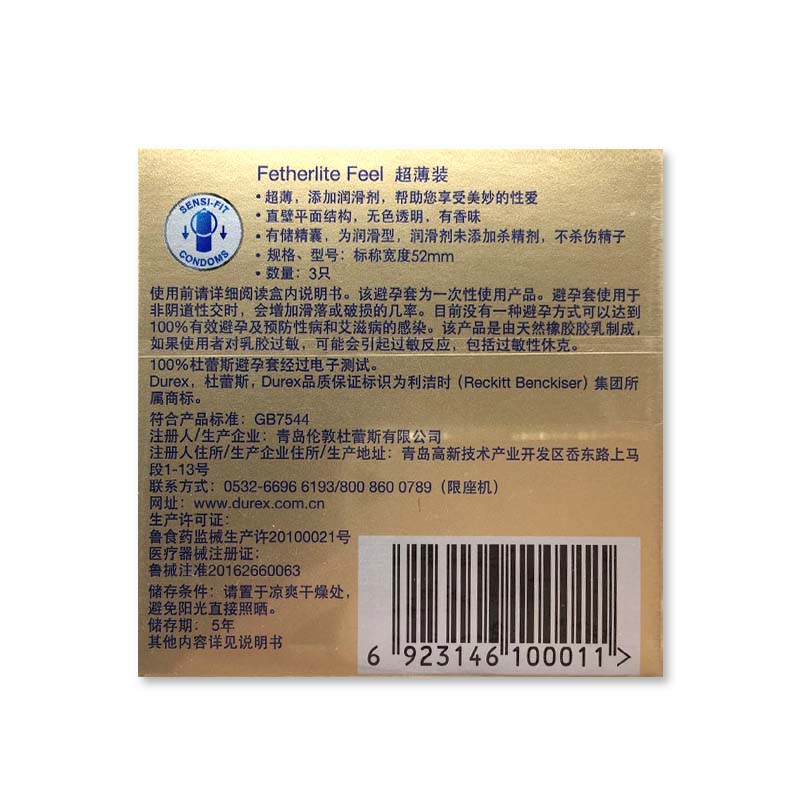 SENSI-FIT
CONDOMS
Fetherlite Feel 超薄装
• 超薄，添加润滑剂，帮助您享受美妙的性爱
• 直壁平面结构，无色透明，有香味
• 有储精囊，为润滑型，润滑剂未添加杀精剂，不杀伤精子
• 规格、型号：标称宽度52mm
• 数量：3只
使用前请详细阅读盒内说明书。该避孕套为一次性使用产品。避孕套使用于
非阴道性交时，会增加滑落或破损的几率。目前没有一种避孕方式可以达到
100%有效避孕及预防性病和艾滋病的感染。该产品是由天然橡胶胶乳制成，
如果使用者对乳胶过敏，可能会引起过敏反应，包括过敏性休克。
100%杜蕾斯避孕套经过电子测试。
Durex，杜蕾斯，Durex品质保证标识为利洁时 (Reckitt Benckiser) 集团所
属商标。
符合产品标准：GB7544
注册人/生产企业：青岛伦敦杜蕾斯有限公司
注册人住所/生产企业住所/生产地址：青岛高新技术产业开发区岙东路上马
段1-13号
联系方式：0532-6696 6193/800 860 0789（限座机）
网址：www.durex.com.cn
生产许可证：
鲁食药监械生产许20100021号
医疗器械注册证：
鲁械注准20162660063
储存条件：请置于凉爽干燥处，
避免阳光直接照晒。
储存期：5年
其他内容详见说明书
6 923146 100011 >